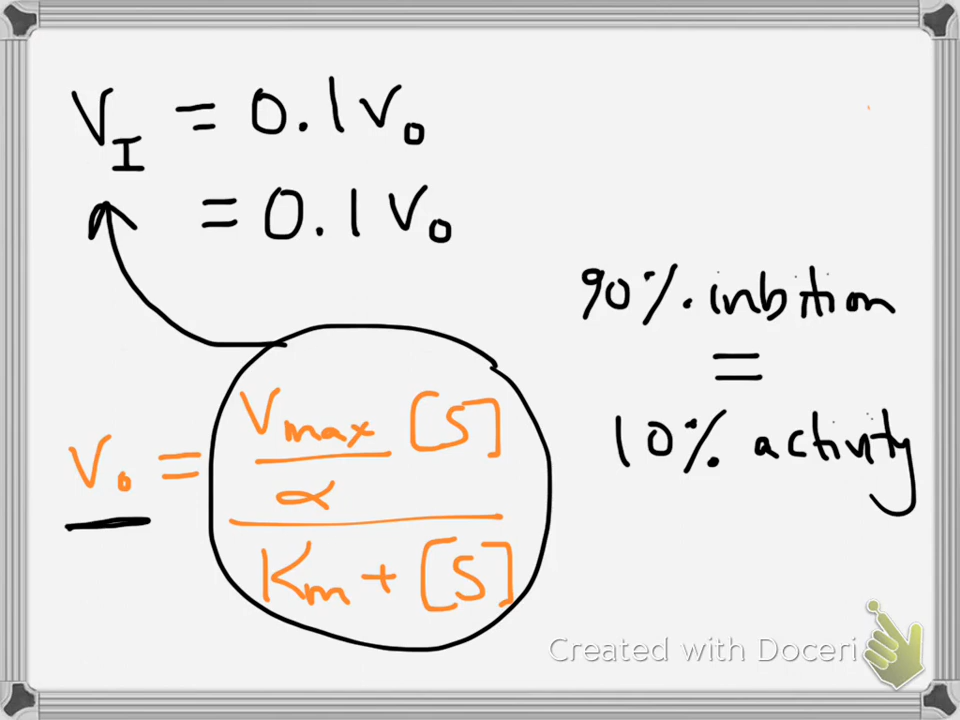 V_I = 0.1 V_0
= 0.1 V_0
90% inbition
=
10% activity
V_0 = ((V_max / α) [S]) / (K_m + [S])
Created with Doceri